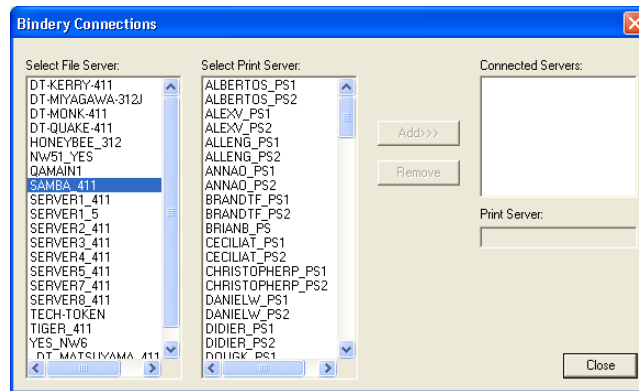 Bindery Connections
Select File Server:
DT-KERRY-411
DT-MIYAGAWA-312J
DT-MONK-411
DT-QUAKE-411
HONEYBEE_312
NW51_YES
QAMAIN1
SAMBA_411
SERVER1_411
SERVER1_5
SERVER2_411
SERVER3_411
SERVER4_411
SERVER5_411
SERVER7_411
SERVER8_411
TECH-TOKEN
TIGER_411
YES_NW6
_DT_MATSUYAMA_411
Select Print Server:
ALBERTOS_PS1
ALBERTOS_PS2
ALEXV_PS1
ALEXV_PS2
ALLENG_PS1
ALLENG_PS2
ANNAO_PS1
ANNAO_PS2
BRANDTF_PS1
BRANDTF_PS2
BRIANB_PS
CECILIAT_PS1
CECILIAT_PS2
CHRISTOPHERP_PS1
CHRISTOPHERP_PS2
DANIELW_PS1
DANIELW_PS2
DIDIER_PS1
DIDIER_PS2
DOUGK_PS1
Add>>>
Remove
Connected Servers:
Print Server:
Close